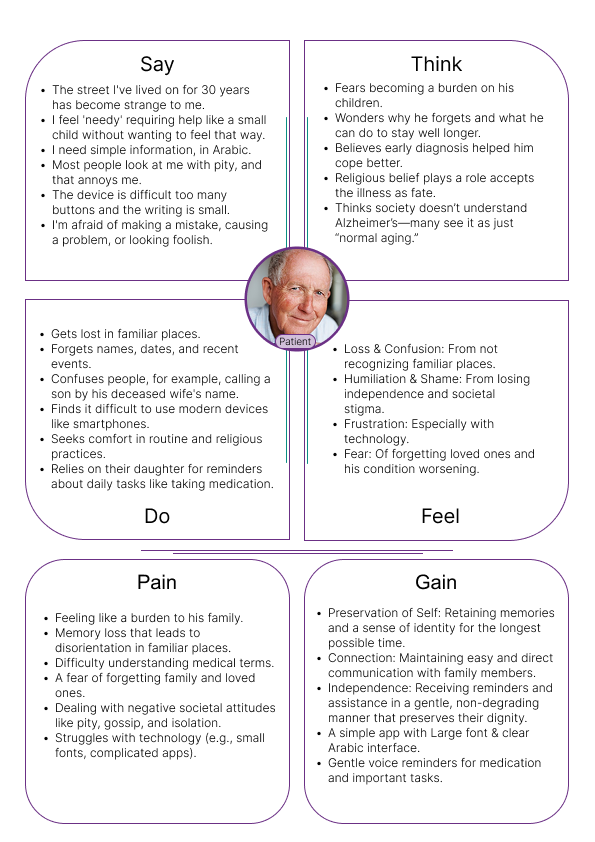 Say
• The street I've lived on for 30 years
has become strange to me.
• I feel 'needy' requiring help like a small
child without wanting to feel that way.
• I need simple information, in Arabic.
• Most people look at me with pity, and
that annoys me.
• The device is difficult too many
buttons and the writing is small.
• I'm afraid of making a mistake, causing
a problem, or looking foolish.
Think
• Fears becoming a burden on his
children.
• Wonders why he forgets and what he
can do to stay well longer.
• Believes early diagnosis helped him
cope better.
• Religious belief plays a role accepts
the illness as fate.
• Thinks society doesn't understand
Alzheimer's—many see it as just
“normal aging.”
Patient
• Gets lost in familiar places.
• Forgets names, dates, and recent
events.
• Confuses people, for example, calling a
son by his deceased wife's name.
• Finds it difficult to use modern devices
like smartphones.
• Seeks comfort in routine and religious
practices.
• Relies on their daughter for reminders
about daily tasks like taking medication.
Do
• Loss & Confusion: From not
recognizing familiar places.
• Humiliation & Shame: From losing
independence and societal
stigma.
• Frustration: Especially with
technology.
• Fear: Of forgetting loved ones and
his condition worsening.
Feel
Pain
• Feeling like a burden to his family.
• Memory loss that leads to
disorientation in familiar places.
• Difficulty understanding medical terms.
• A fear of forgetting family and loved
ones.
• Dealing with negative societal attitudes
like pity, gossip, and isolation.
• Struggles with technology (e.g., small
fonts, complicated apps).
Gain
• Preservation of Self: Retaining memories
and a sense of identity for the longest
possible time.
• Connection: Maintaining easy and direct
communication with family members.
• Independence: Receiving reminders and
assistance in a gentle, non-degrading
manner that preserves their dignity.
• A simple app with Large font & clear
Arabic interface.
• Gentle voice reminders for medication
and important tasks.